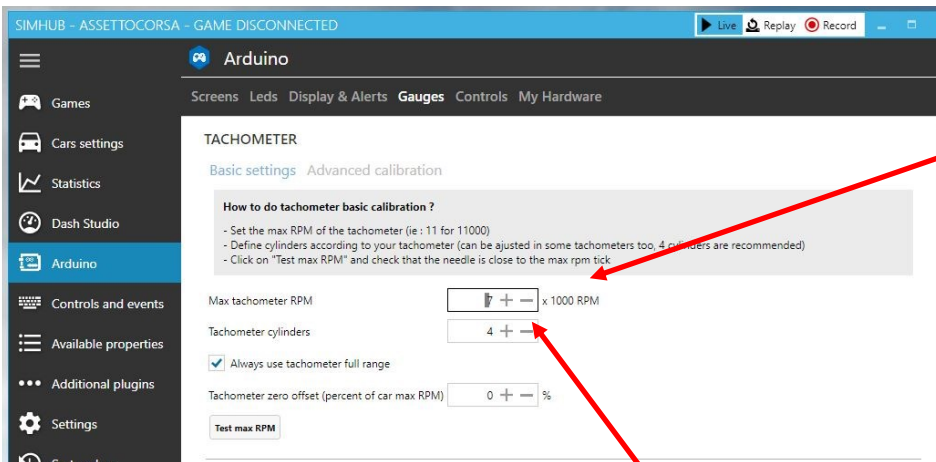 SIMHUB - ASSETTOCORSA - GAME DISCONNECTED
Live Replay Record
Arduino
Screens Leds Display & Alerts Gauges Controls My Hardware
Games
Cars settings
Statistics
Dash Studio
Arduino
Controls and events
Available properties
Additional plugins
Settings
TACHOMETER
Basic settings Advanced calibration
How to do tachometer basic calibration ?
- Set the max RPM of the tachometer (ie : 11 for 11000)
- Define cylinders according to your tachometer (can be ajusted in some tachometers too, 4 cylinders are recommended)
- Click on "Test max RPM" and check that the needle is close to the max rpm tick
Max tachometer RPM 7 x 1000 RPM
Tachometer cylinders 4
Always use tachometer full range
Tachometer zero offset (percent of car max RPM) 0 %
Test max RPM